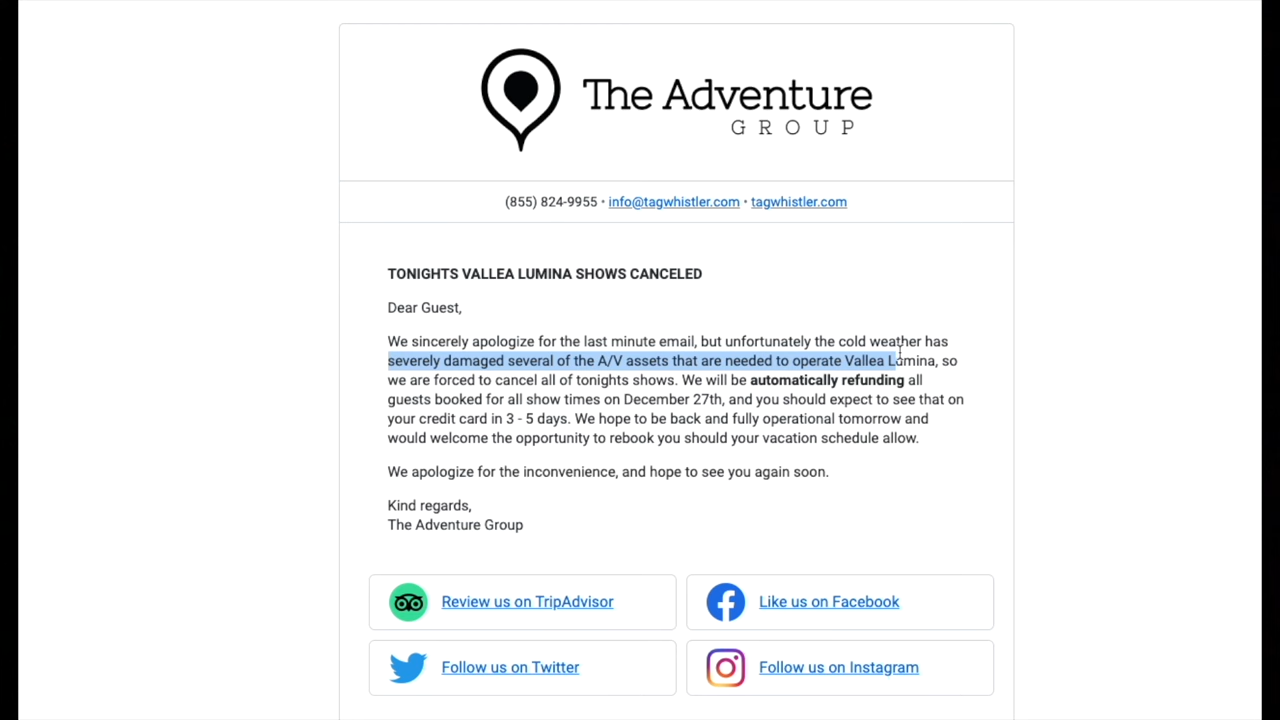 The Adventure
GROUP
(855) 824-9955 • info@tagwhistler.com • tagwhistler.com
TONIGHTS VALLEA LUMINA SHOWS CANCELED
Dear Guest,
We sincerely apologize for the last minute email, but unfortunately the cold weather has
severely damaged several of the A/V assets that are needed to operate Vallea Lumina, so
we are forced to cancel all of tonights shows. We will be automatically refunding all
guests booked for all show times on December 27th, and you should expect to see that on
your credit card in 3 - 5 days. We hope to be back and fully operational tomorrow and
would welcome the opportunity to rebook you should your vacation schedule allow.
We apologize for the inconvenience, and hope to see you again soon.
Kind regards,
The Adventure Group
Review us on TripAdvisor
Like us on Facebook
Follow us on Twitter
Follow us on Instagram